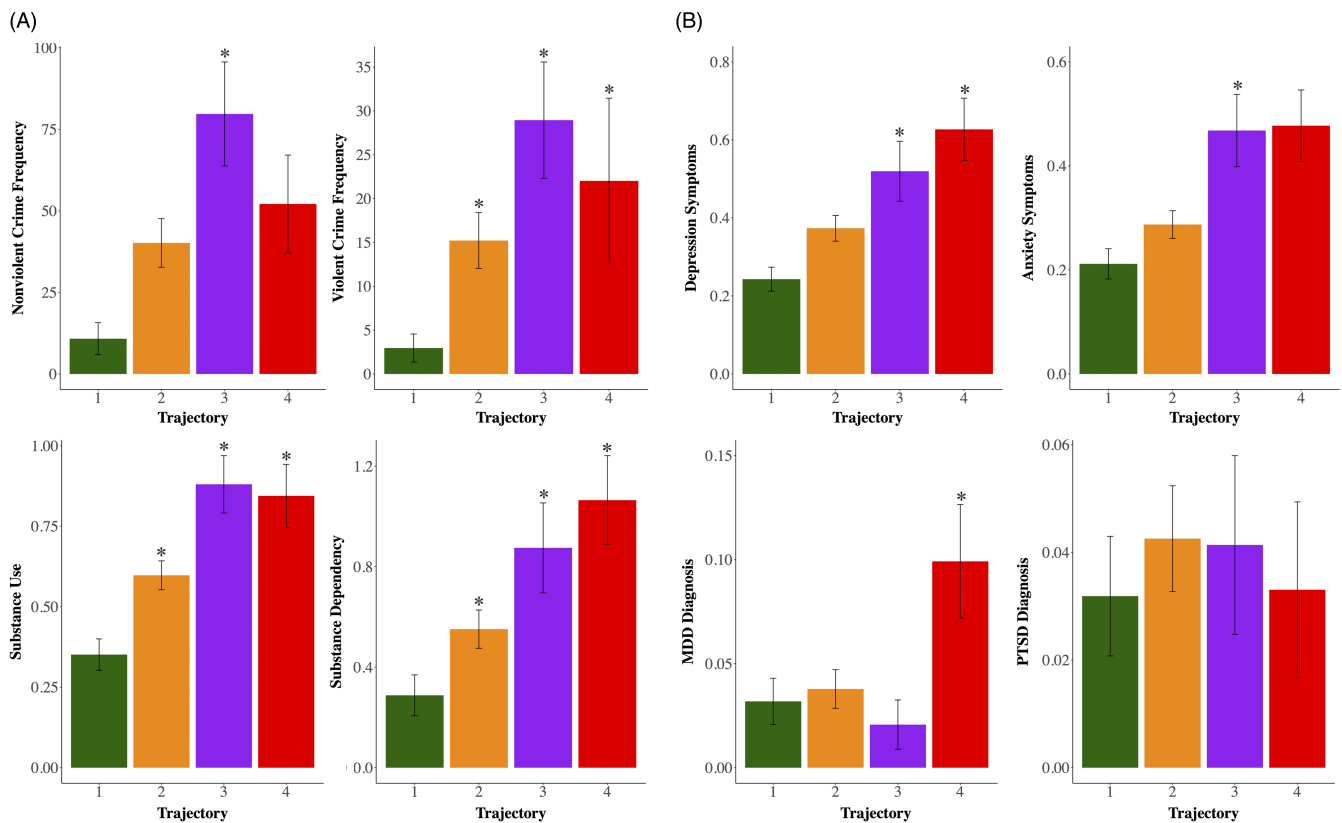 (A)
(B)
Nonviolent Crime Frequency
100
75
50
25
0
*
1 2 3 4
Trajectory
Violent Crime Frequency
35
30
25
20
15
10
5
0
* * *
1 2 3 4
Trajectory
Depression Symptoms
0.8
0.6
0.4
0.2
0.0
* *
1 2 3 4
Trajectory
Anxiety Symptoms
0.6
0.4
0.2
0.0
*
1 2 3 4
Trajectory
Substance Use
1.00
0.75
0.50
0.25
0.00
* * *
1 2 3 4
Trajectory
Substance Dependency
1.2
0.8
0.4
0.0
* * *
1 2 3 4
Trajectory
MDD Diagnosis
0.15
0.10
0.05
0.00
*
1 2 3 4
Trajectory
PTSD Diagnosis
0.06
0.04
0.02
0.00
1 2 3 4
Trajectory